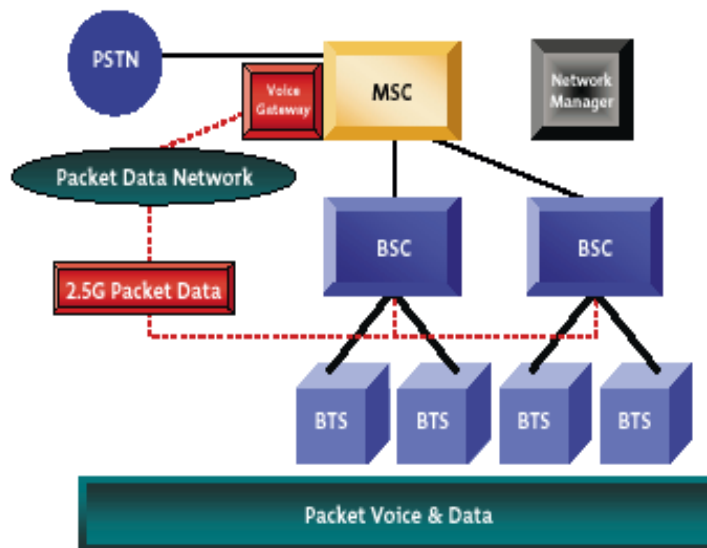 PSTN
MSC
Voice
Gateway
Network
Manager
Packet Data Network
BSC
BSC
2.5G Packet Data
BTS
BTS
BTS
BTS
Packet Voice & Data